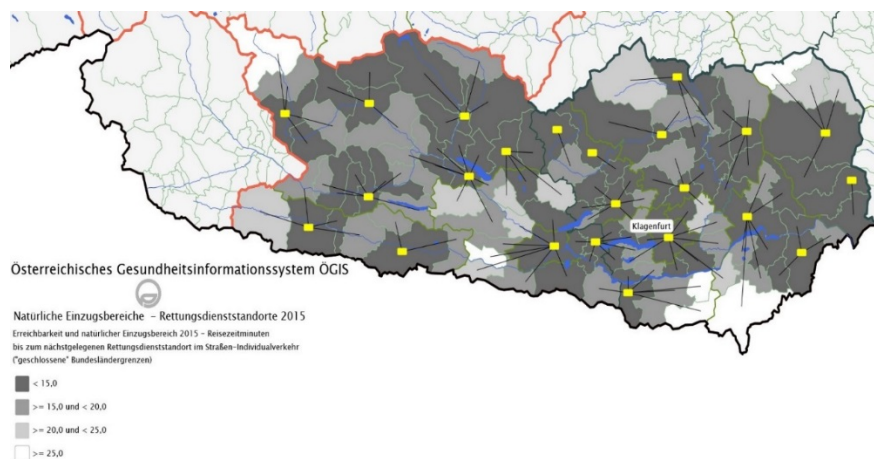 Klagenfurt
Österreichisches Gesundheitsinformationssystem ÖGIS
Natürliche Einzugsbereiche - Rettungsdienststandorte 2015
Erreichbarkeit und natürlicher Einzugsbereich 2015 - Reisezeitminuten
bis zum nächstgelegenen Rettungsdienststandort im Straßen-Individualverkehr
("geschlossene" Bundesländergrenzen)
< 15,0
>= 15,0 und < 20,0
>= 20,0 und < 25,0
>= 25,0